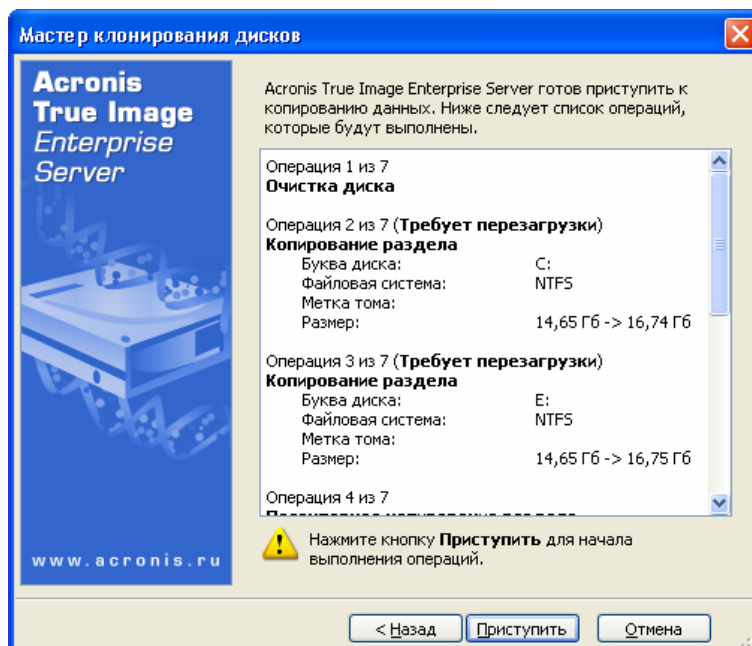 Мастер клонирования дисков
Acronis
True Image
Enterprise
Server
www.acronis.ru
Acronis True Image Enterprise Server готов приступить к
копированию данных. Ниже следует список операций,
которые будут выполнены.
Операция 1 из 7
Очистка диска
Операция 2 из 7 (Требует перезагрузки)
Копирование раздела
Буква диска: C:
Файловая система: NTFS
Метка тома:
Размер: 14,65 Гб -> 16,74 Гб
Операция 3 из 7 (Требует перезагрузки)
Копирование раздела
Буква диска: E:
Файловая система: NTFS
Метка тома:
Размер: 14,65 Гб -> 16,75 Гб
Операция 4 из 7
Нажмите кнопку Приступить для начала
выполнения операций.
< Назад Приступить Отмена